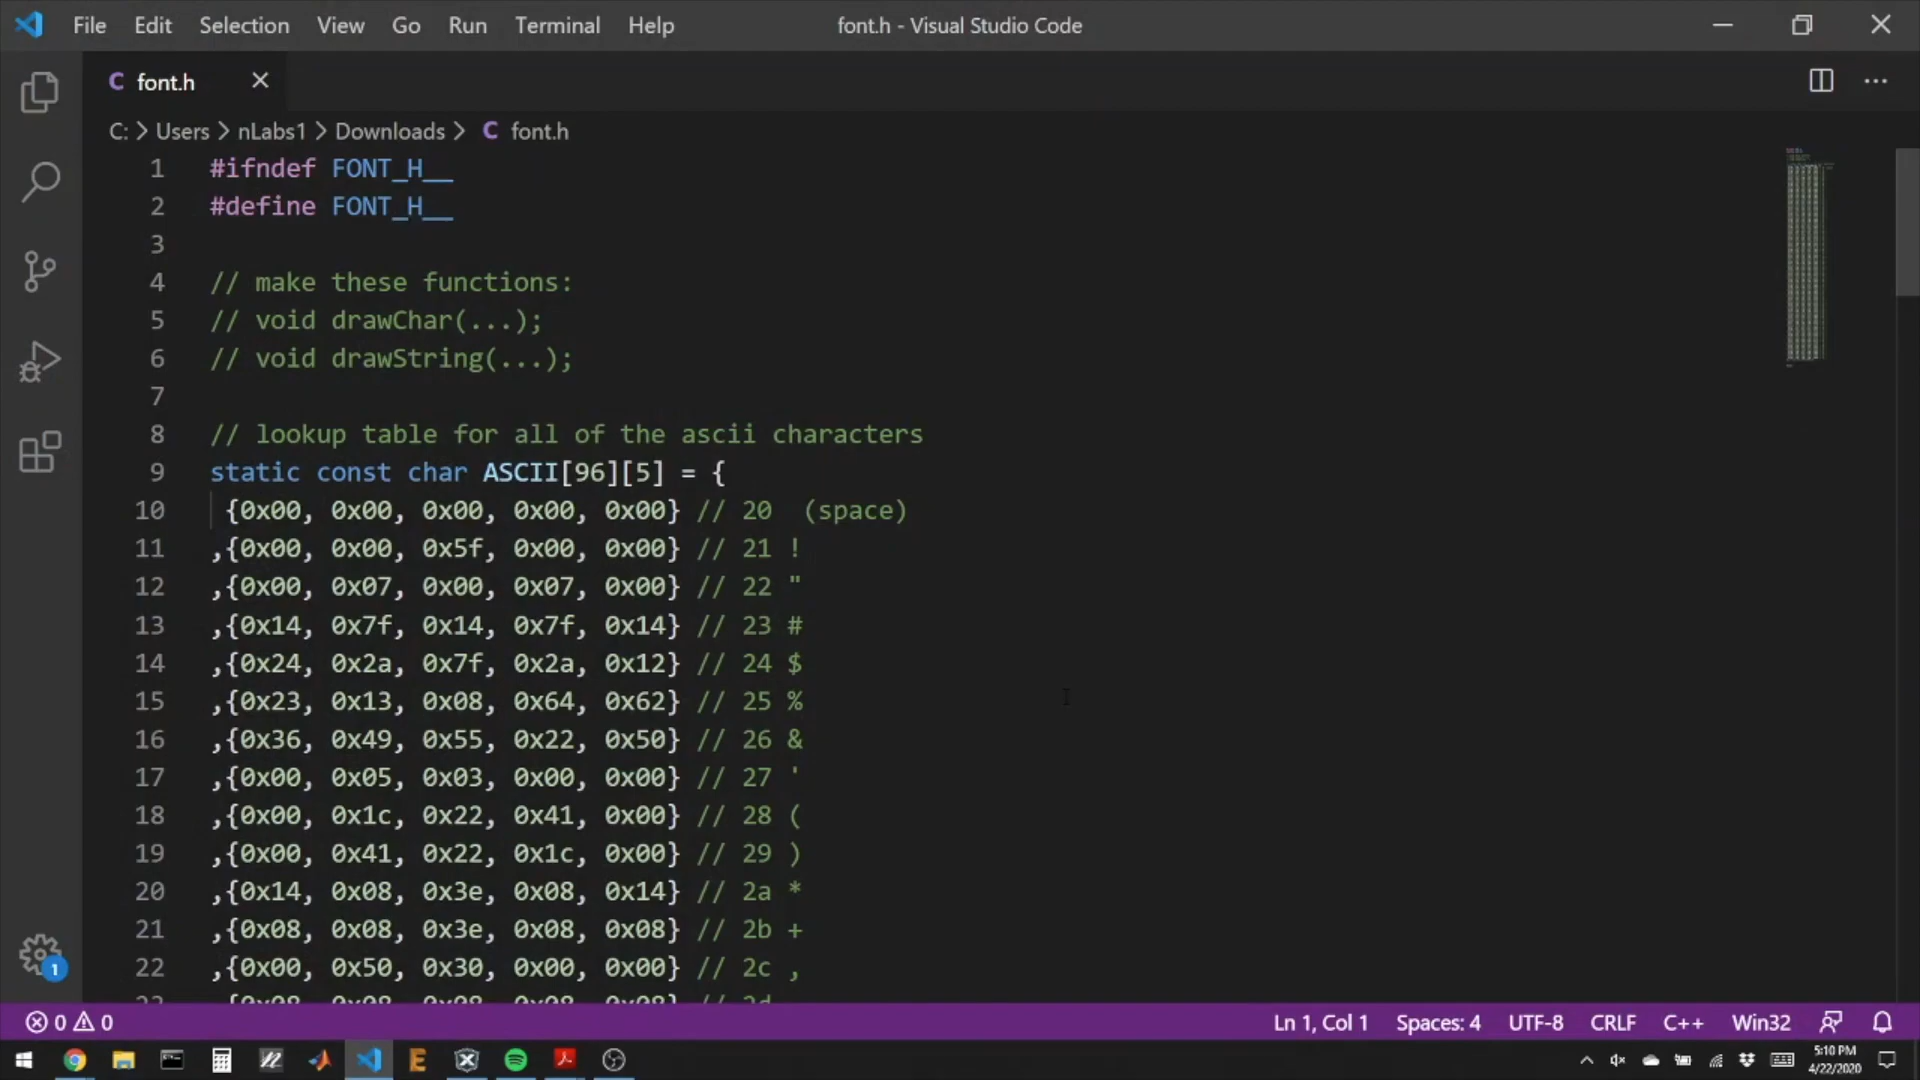 File Edit Selection View Go Run Terminal Help font.h - Visual Studio Code
C font.h
C: > Users > nLabs1 > Downloads > C font.h
1 #ifndef FONT_H__
2 #define FONT_H__
3
4 // make these functions:
5 // void drawChar(...);
6 // void drawString(...);
7
8 // lookup table for all of the ascii characters
9 static const char ASCII[96][5] = {
10 {0x00, 0x00, 0x00, 0x00, 0x00} // 20 (space)
11 ,{0x00, 0x00, 0x5f, 0x00, 0x00} // 21 !
12 ,{0x00, 0x07, 0x00, 0x07, 0x00} // 22 "
13 ,{0x14, 0x7f, 0x14, 0x7f, 0x14} // 23 #
14 ,{0x24, 0x2a, 0x7f, 0x2a, 0x12} // 24 $
15 ,{0x23, 0x13, 0x08, 0x64, 0x62} // 25 %
16 ,{0x36, 0x49, 0x55, 0x22, 0x50} // 26 &
17 ,{0x00, 0x05, 0x03, 0x00, 0x00} // 27 '
18 ,{0x00, 0x1c, 0x22, 0x41, 0x00} // 28 (
19 ,{0x00, 0x41, 0x22, 0x1c, 0x00} // 29 )
20 ,{0x14, 0x08, 0x3e, 0x08, 0x14} // 2a *
21 ,{0x08, 0x08, 0x3e, 0x08, 0x08} // 2b +
22 ,{0x00, 0x50, 0x30, 0x00, 0x00} // 2c ,
23 ,{0x08, 0x08, 0x08, 0x08, 0x08} // 2d
1
0 0 Ln 1, Col 1 Spaces: 4 UTF-8 CRLF C++ Win32
5:10 PM
4/22/2020